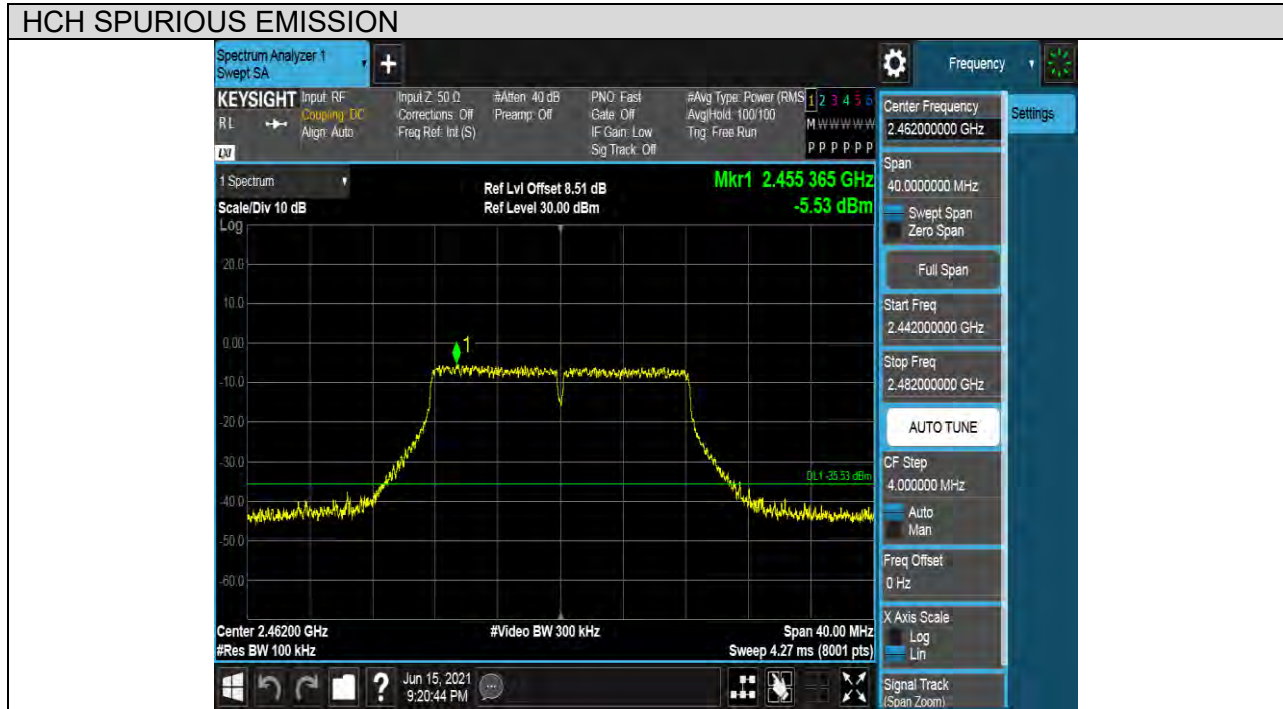 HCH SPURIOUS EMISSION
Spectrum Analyzer 1
Swept SA
+
Frequency
KEYSIGHT
RL
LXI
Input: RF
Coupling: DC
Align: Auto
Input Z: 50 Ω
Corrections: Off
Freq Ref: Int (S)
#Atten: 40 dB
Preamp: Off
PNO: Fast
Gate: Off
IF Gain: Low
Sig Track: Off
#Avg Type: Power (RMS
Avg|Hold: 100/100
Trig: Free Run
1 2 3 4 5 6
M W W W W W
P P P P P P
Center Frequency
2.462000000 GHz
Settings
Span
40.0000000 MHz
Swept Span
Zero Span
Full Span
Start Freq
2.442000000 GHz
Stop Freq
2.482000000 GHz
AUTO TUNE
CF Step
4.000000 MHz
Auto
Man
Freq Offset
0 Hz
X Axis Scale
Log
Lin
Signal Track
(Span Zoom)
1 Spectrum
Scale/Div 10 dB
Ref Lvl Offset 8.51 dB
Ref Level 30.00 dBm
Mkr1 2.455 365 GHz
-5.53 dBm
Log
20.0
10.0
0.00
-10.0
-20.0
-30.0
-40.0
-50.0
-60.0
1
DL1 -35.53 dBm
Center 2.46200 GHz
#Res BW 100 kHz
#Video BW 300 kHz
Span 40.00 MHz
Sweep 4.27 ms (8001 pts)
?
Jun 15, 2021
9:20:44 PM